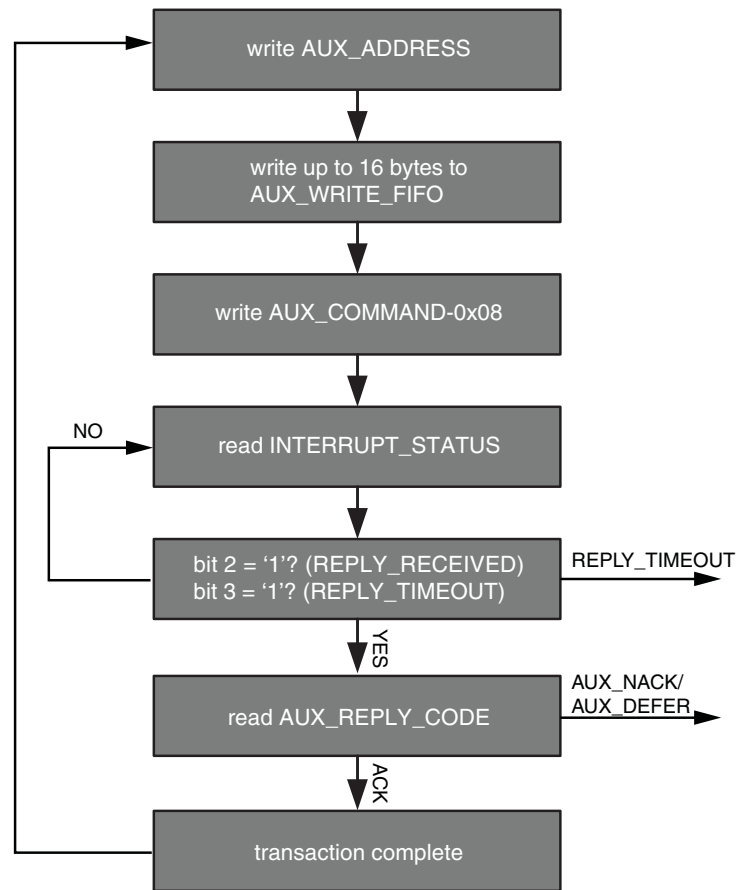 write AUX_ADDRESS
write up to 16 bytes to
AUX_WRITE_FIFO
write AUX_COMMAND-0x08
NO
read INTERRUPT_STATUS
bit 2 = ‘1’? (REPLY_RECEIVED)
bit 3 = ‘1’? (REPLY_TIMEOUT)
REPLY_TIMEOUT
YES
read AUX_REPLY_CODE
AUX_NACK/
AUX_DEFER
ACK
transaction complete